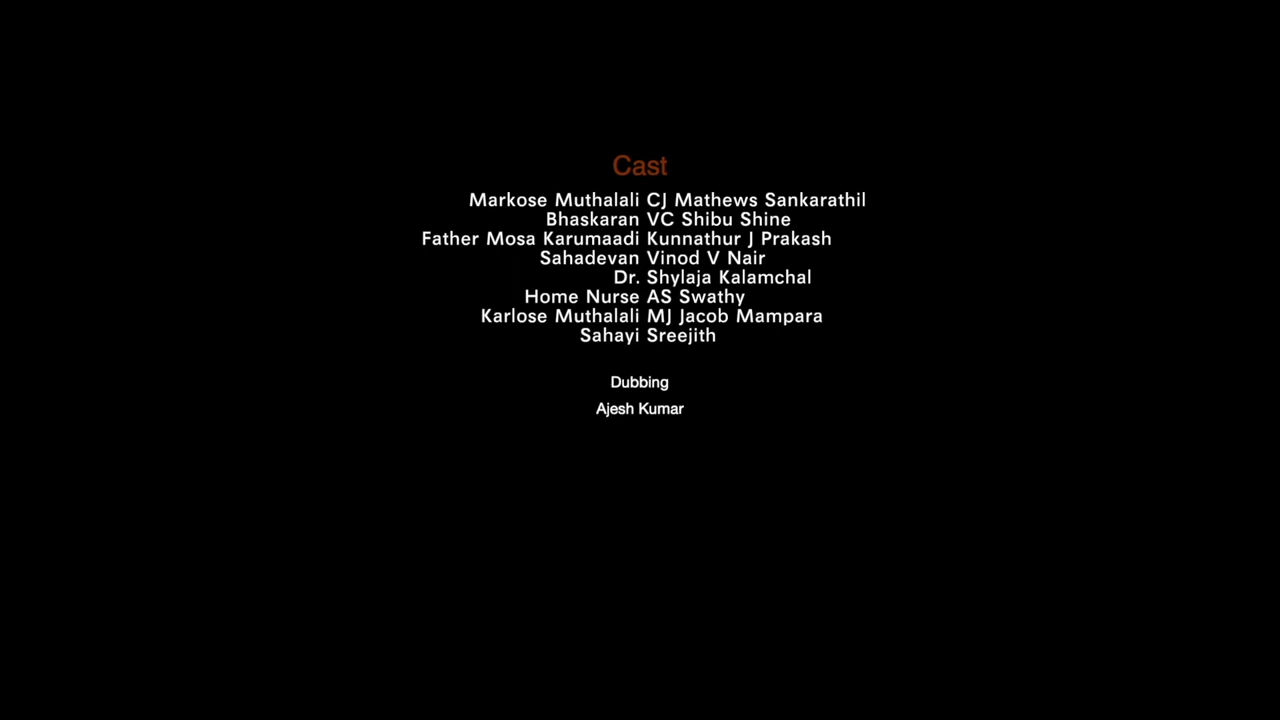 Cast
Markose Muthalali CJ Mathews Sankarathil
Bhaskaran VC Shibu Shine
Father Mosa Karumaadi Kunnathur J Prakash
Sahadevan Vinod V Nair
Dr. Shylaja Kalamchal
Home Nurse AS Swathy
Karlose Muthalali MJ Jacob Mampara
Sahayi Sreejith
Dubbing
Ajesh Kumar